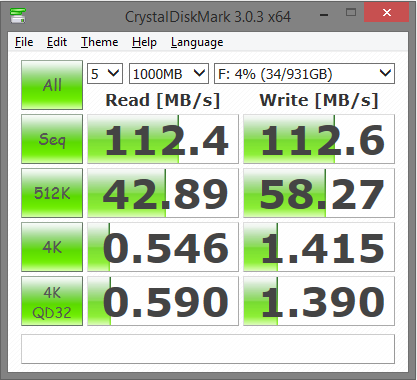 CrystalDiskMark 3.0.3 x64
File Edit Theme Help Language
All 5 1000MB F: 4% (34/931GB)
Read [MB/s] Write [MB/s]
Seq 112.4 112.6
512K 42.89 58.27
4K 0.546 1.415
4K QD32 0.590 1.390